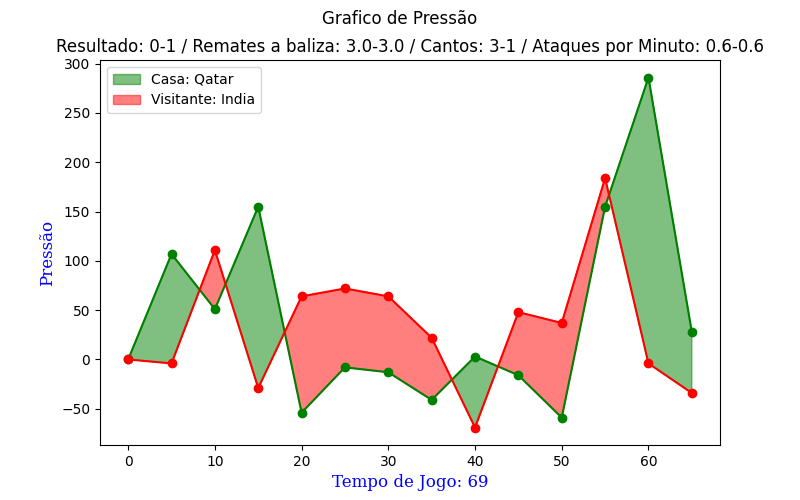 Grafico de Pressão
Resultado: 0-1 / Remates a baliza: 3.0-3.0 / Cantos: 3-1 / Ataques por Minuto: 0.6-0.6
Casa: Qatar
Visitante: India
Pressão
300
250
200
150
100
50
0
−50
0 10 20 30 40 50 60
Tempo de Jogo: 69